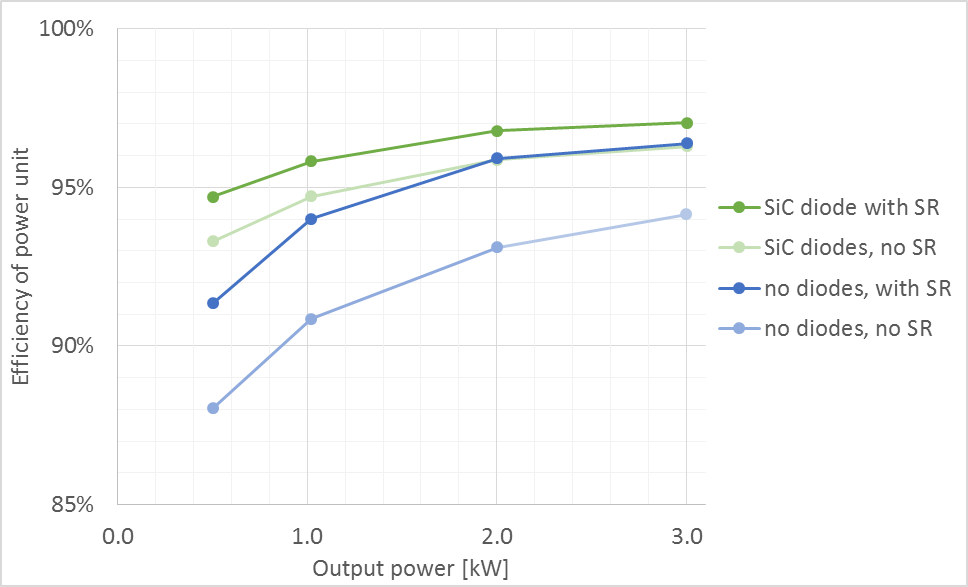 100%
95%
90%
85%
Efficiency of power unit
0.0 1.0 2.0 3.0
Output power [kW]
SiC diode with SR
SiC diodes, no SR
no diodes, with SR
no diodes, no SR